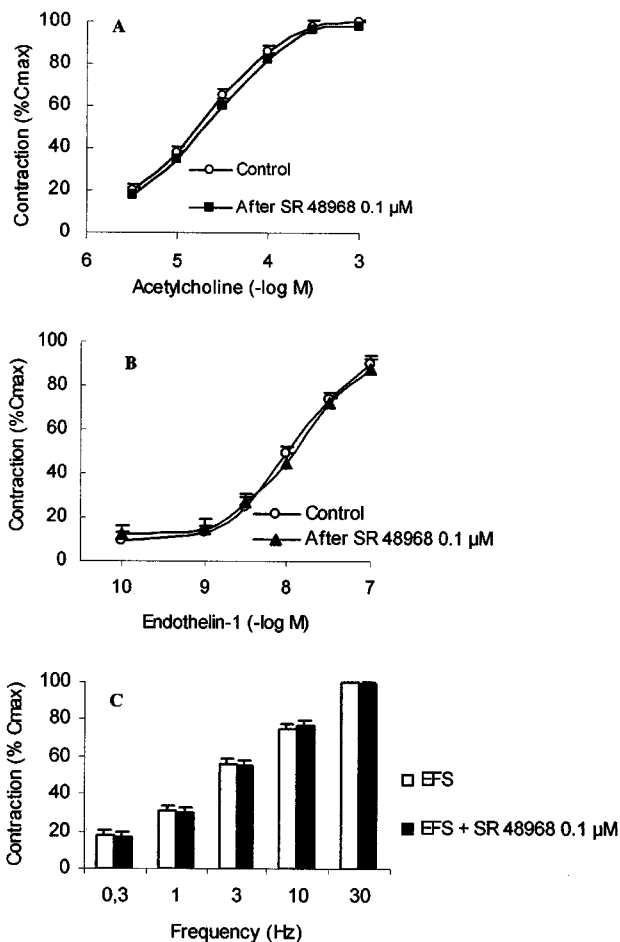 A
Contraction (%Cmax)
100
80
60
40
20
0
Control
After SR 48968 0.1 µM
6 5 4 3
Acetylcholine (-log M)
B
Contraction (%Cmax)
100
80
60
40
20
0
Control
After SR 48968 0.1 µM
10 9 8 7
Endothelin-1 (-log M)
C
Contraction (% Cmax)
100
80
60
40
20
0
EFS
EFS + SR 48968 0.1 µM
0,3 1 3 10 30
Frequency (Hz)